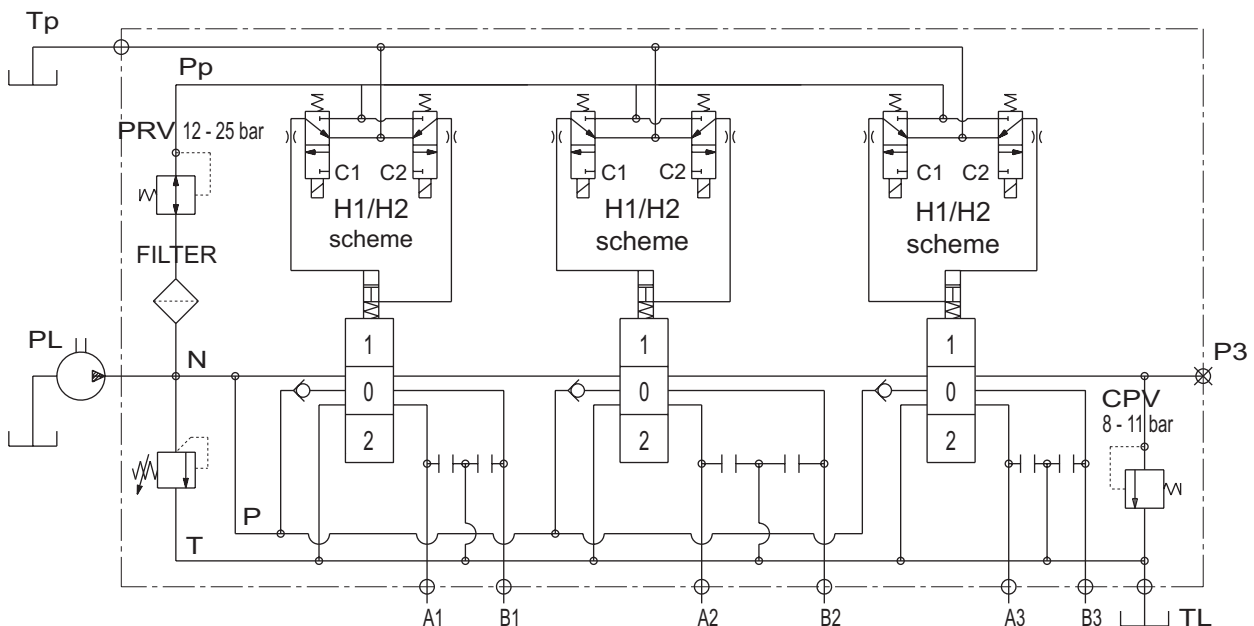 Tp
Pp
PRV 12 - 25 bar
C1 C2 C1 C2 C1 C2
H1/H2 H1/H2 H1/H2
scheme scheme scheme
FILTER
PL N 1 1 1 P3
0 0 0 CPV
8 - 11 bar
2 2 2
P
T
A1 B1 A2 B2 A3 B3 TL